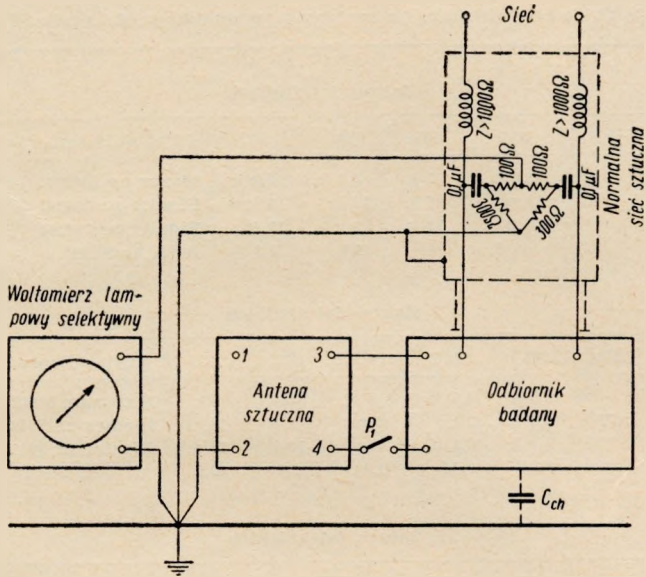 Sieć
Z>1000Ω
Z>1000Ω
100Ω
100Ω
0,1μF
0,1μF
300Ω
300Ω
Normalna
sieć sztuczna
Woltomierz lam-
powy selektywny
1
3
Antena
sztuczna
2
4
P₁
Odbiornik
badany
C_ch